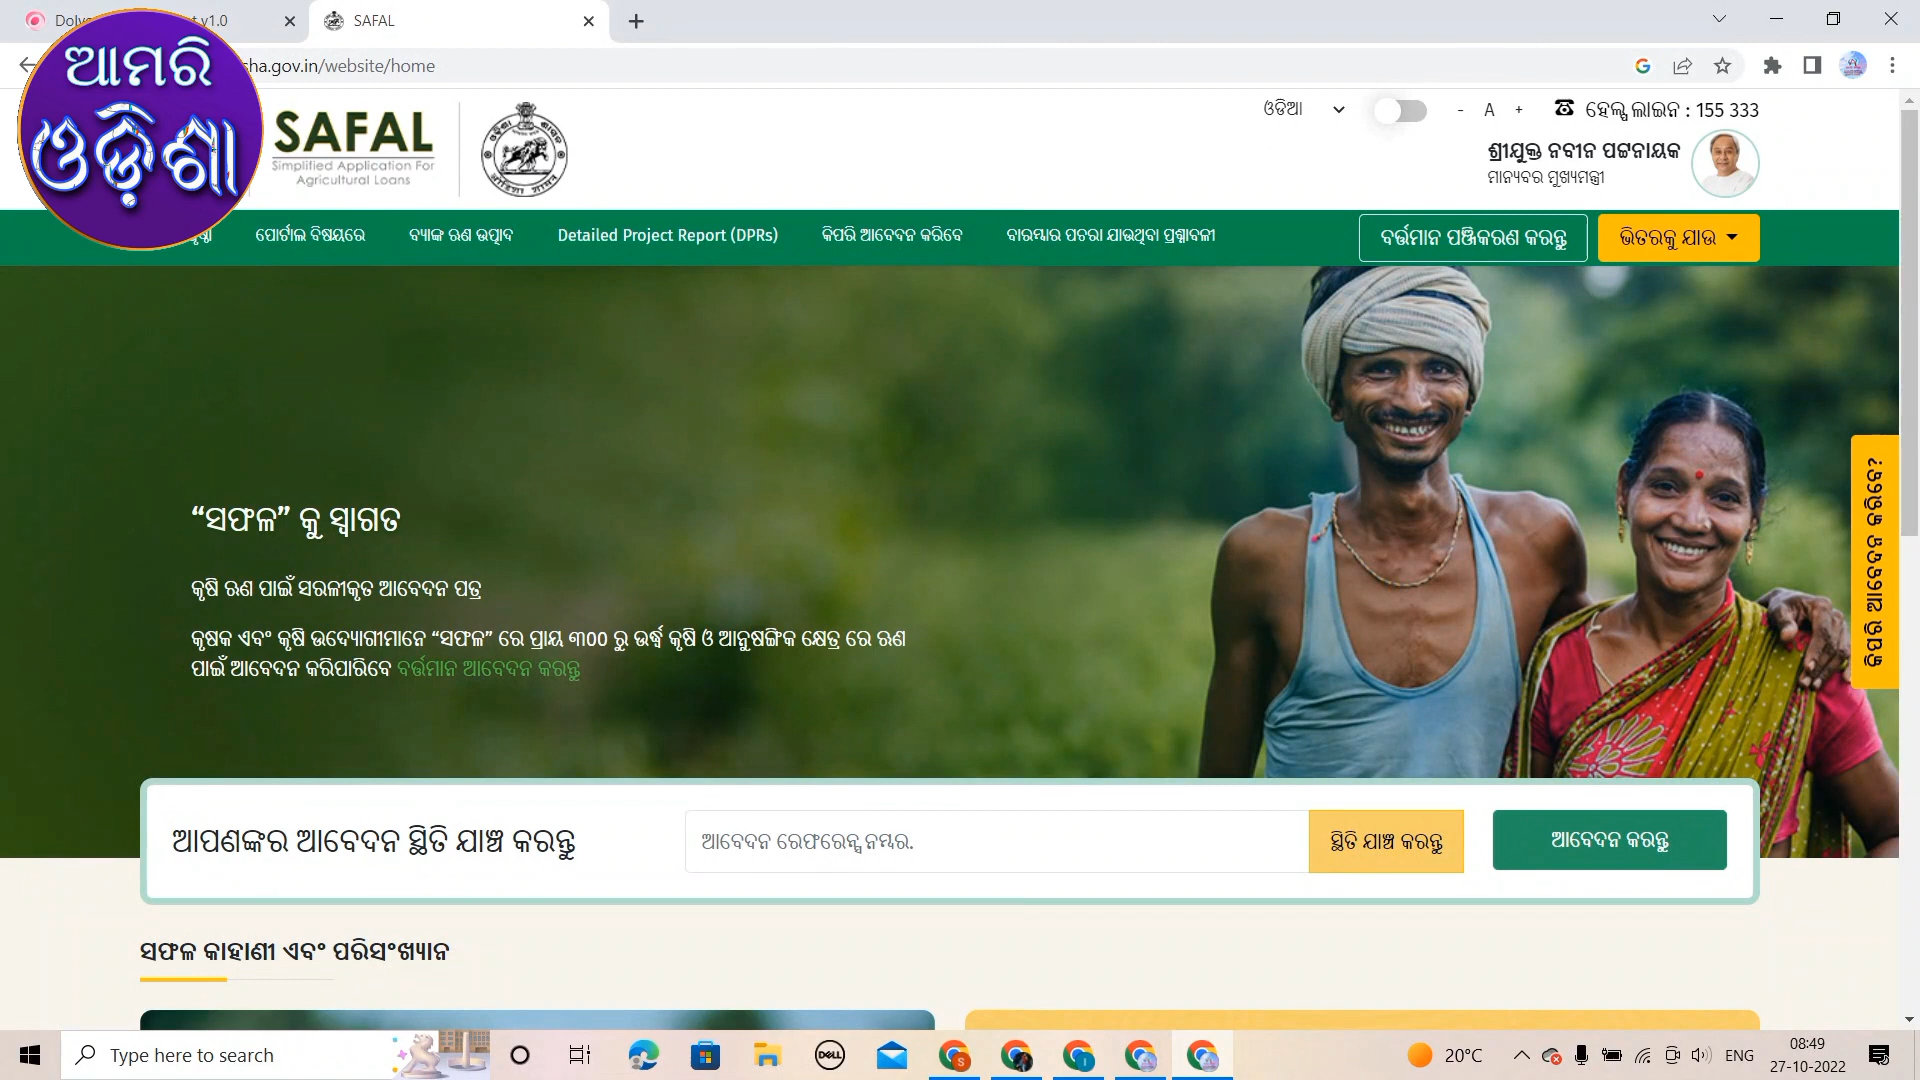 v1.0
SAFAL
sha.gov.in/website/home
ଆମରି
ଓଡ଼ିଶା
SAFAL
Simplified Application For
Agricultural Loans
ଓଡିଆ
- A +
ହେଲ୍ପ ଲାଇନ : 155 333
ଶ୍ରୀଯୁକ୍ତ ନବୀନ ପଟ୍ଟନାୟକ
ମାନ୍ୟବର ମୁଖ୍ୟମନ୍ତ୍ରୀ
ପୋର୍ଟାଲ ବିଷୟରେ
ବ୍ୟାଙ୍କ ଋଣ ଉତ୍ପାଦ
Detailed Project Report (DPRs)
କିପରି ଆବେଦନ କରିବେ
ବାରମ୍ବାର ପଚରା ଯାଉଥିବା ପ୍ରଶ୍ନାବଳୀ
ବର୍ତ୍ତମାନ ପଞ୍ଜିକରଣ କରନ୍ତୁ
ଭିତରକୁ ଯାଉ
“ସଫଳ” କୁ ସ୍ୱାଗତ
କୃଷି ଋଣ ପାଇଁ ସରଳୀକୃତ ଆବେଦନ ପତ୍ର
କୃଷକ ଏବଂ କୃଷି ଉଦ୍ୟୋଗୀମାନେ “ସଫଳ” ରେ ପ୍ରାୟ ୩୦୦ ରୁ ଉର୍ଦ୍ଧ୍ୱ କୃଷି ଓ ଆନୁଷଙ୍ଗିକ କ୍ଷେତ୍ର ରେ ଋଣ
ପାଇଁ ଆବେଦନ କରିପାରିବେ ବର୍ତ୍ତମାନ ଆବେଦନ କରନ୍ତୁ
କିପରି ଆବେଦନ କରିବେ?
ଆପଣଙ୍କର ଆବେଦନ ସ୍ଥିତି ଯାଞ୍ଚ କରନ୍ତୁ
ଆବେଦନ ରେଫରେନ୍ସ ନମ୍ବର.
ସ୍ଥିତି ଯାଞ୍ଚ କରନ୍ତୁ
ଆବେଦନ କରନ୍ତୁ
ସଫଳ କାହାଣୀ ଏବଂ ପରିସଂଖ୍ୟାନ
Type here to search
DELL
20°C
ENG
08:49
27-10-2022